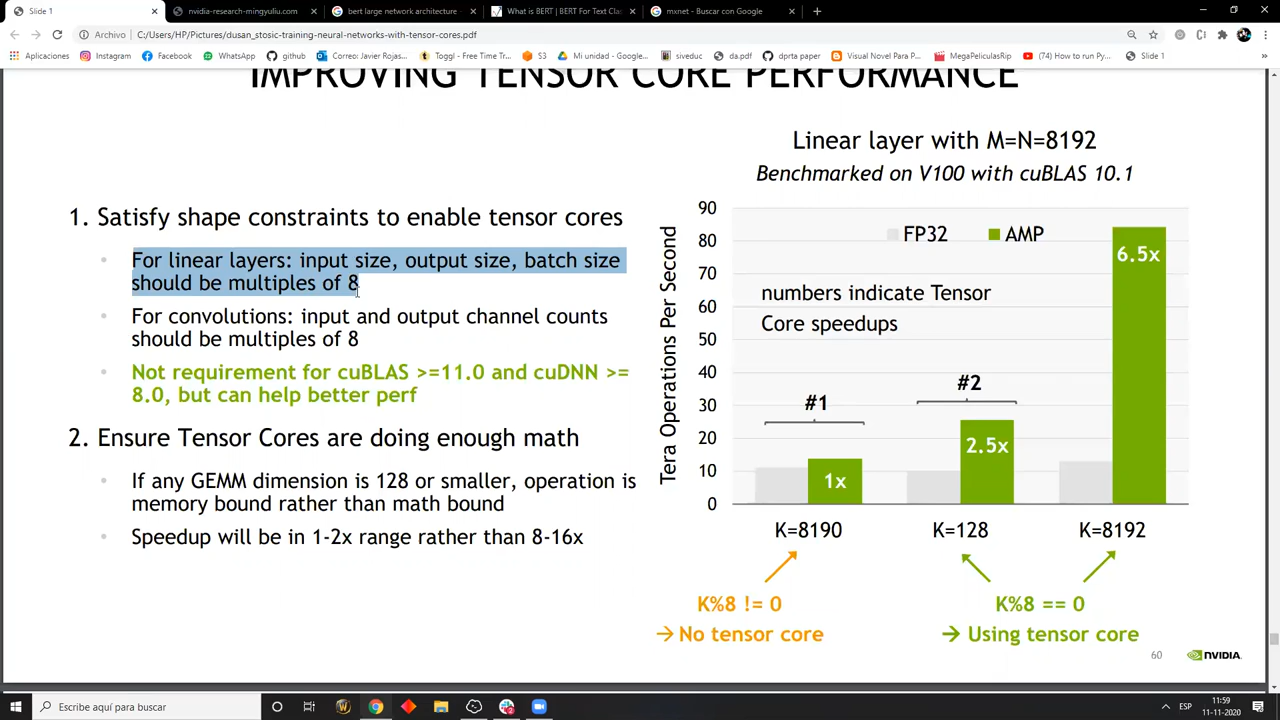 Slide 1
nvidia-research-mingyuliu.com
bert large network architecture -
What is BERT | BERT For Text Clas
mxnet - Buscar con Google
Archivo
C:/Users/HP/Pictures/dusan_stosic-training-neural-networks-with-tensor-cores.pdf
Aplicaciones
Instagram
Facebook
WhatsApp
github
Correo: Javier Rojas...
Toggl - Free Time Tr...
S3
Mi unidad - Google...
siveduc
da.pdf
dprta paper
Visual Novel Para P...
MegaPeliculasRip
(74) How to run Py...
Slide 1
»
IMPROVING TENSOR CORE PERFORMANCE
1. Satisfy shape constraints to enable tensor cores
For linear layers: input size, output size, batch size
should be multiples of 8
For convolutions: input and output channel counts
should be multiples of 8
Not requirement for cuBLAS >=11.0 and cuDNN >=
8.0, but can help better perf
2. Ensure Tensor Cores are doing enough math
If any GEMM dimension is 128 or smaller, operation is
memory bound rather than math bound
Speedup will be in 1-2x range rather than 8-16x
Linear layer with M=N=8192
Benchmarked on V100 with cuBLAS 10.1
Tera Operations Per Second
90
80
70
60
50
40
30
20
10
0
FP32
AMP
numbers indicate Tensor
Core speedups
#1
#2
1x
2.5x
6.5x
K=8190
K=128
K=8192
K%8 != 0
→ No tensor core
K%8 == 0
→ Using tensor core
60
NVIDIA.
Escribe aquí para buscar
ESP
11:59
11-11-2020